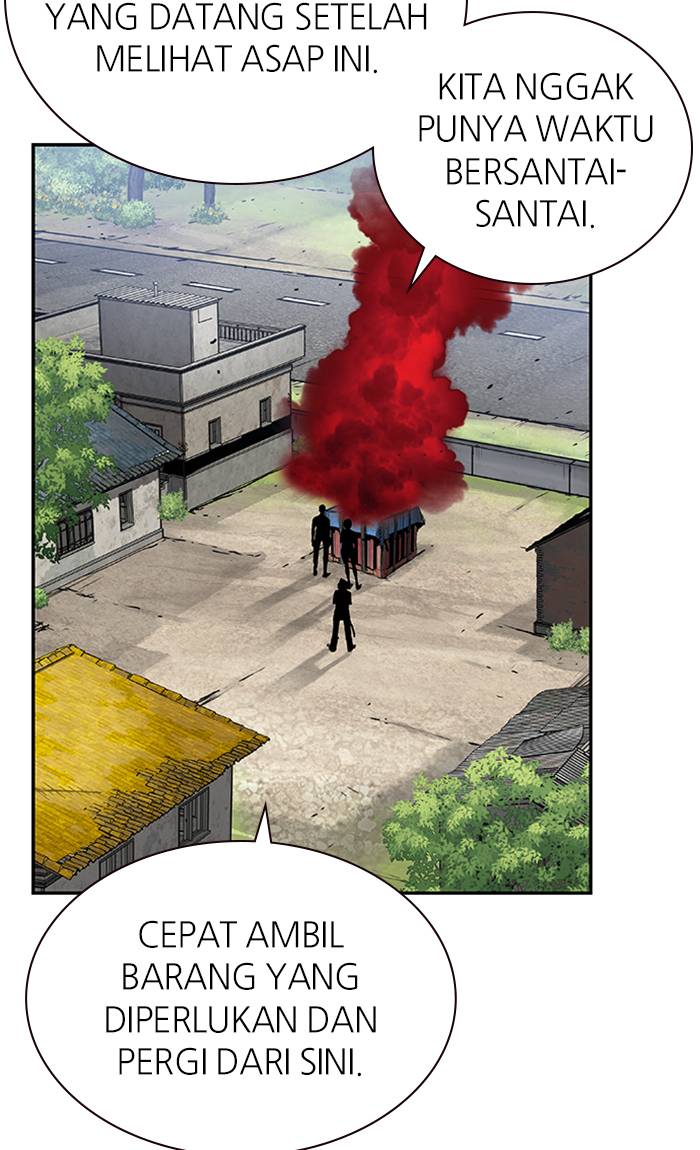 YANG DATANG SETELAH
MELIHAT ASAP INI.
KITA NGGAK
PUNYA WAKTU
BERSANTAI-
SANTAI.
CEPAT AMBIL
BARANG YANG
DIPERLUKAN DAN
PERGI DARI SINI.